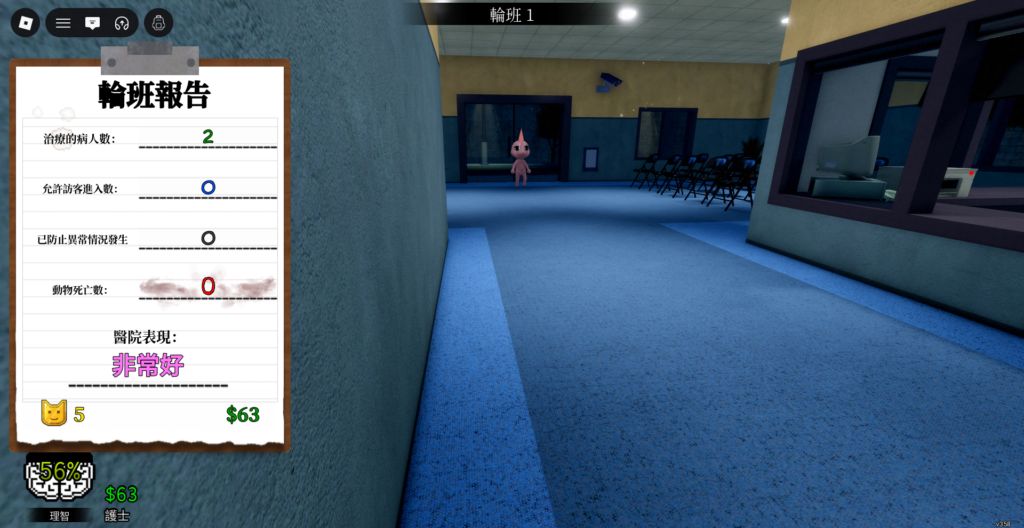 輪班 1
輪班報告
治療的病人數: 2
允許訪客進入數: 0
已防止異常情況發生 0
動物死亡數: 0
醫院表現:
非常好
5 $63
56%
$63
理智 護士
v358